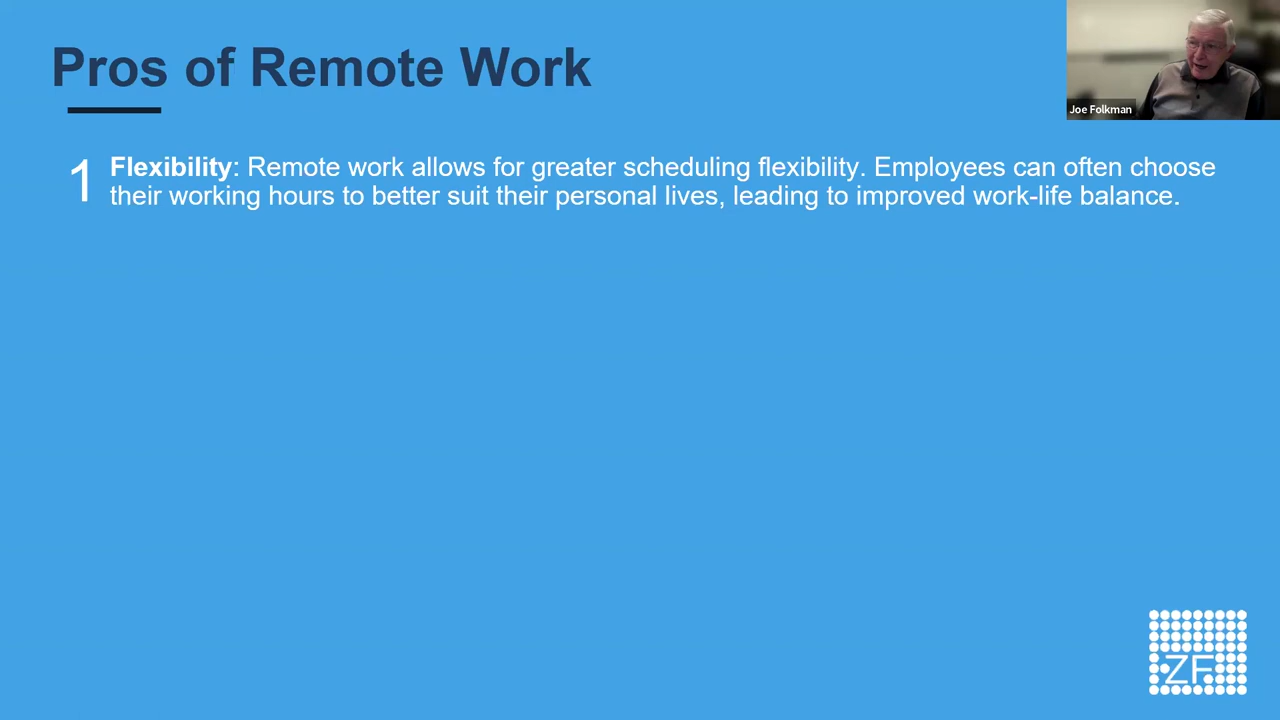 Pros of Remote Work
Joe Folkman
1
Flexibility: Remote work allows for greater scheduling flexibility. Employees can often choose
their working hours to better suit their personal lives, leading to improved work-life balance.
ZF